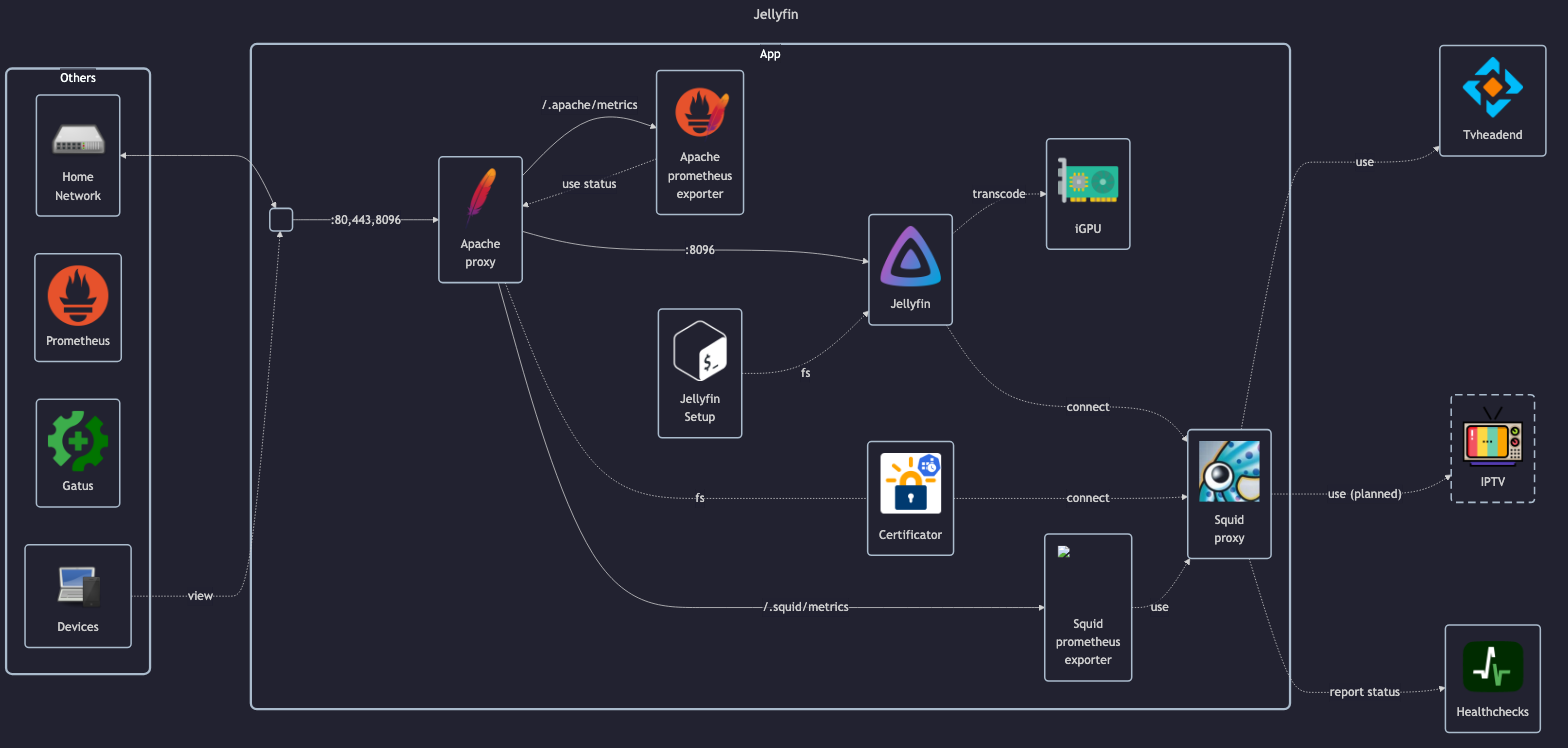 Jellyfin
Others
Home
Network
Prometheus
Gatus
Devices
view
App
:80,443,8096
Apache
proxy
/.apache/metrics
use status
Apache
prometheus
exporter
:8096
$_
Jellyfin
Setup
fs
Jellyfin
transcode
iGPU
connect
fs
Certificator
connect
/.squid/metrics
Squid
prometheus
exporter
use
Squid
proxy
use
Tvheadend
use (planned)
IPTV
report status
Healthchecks